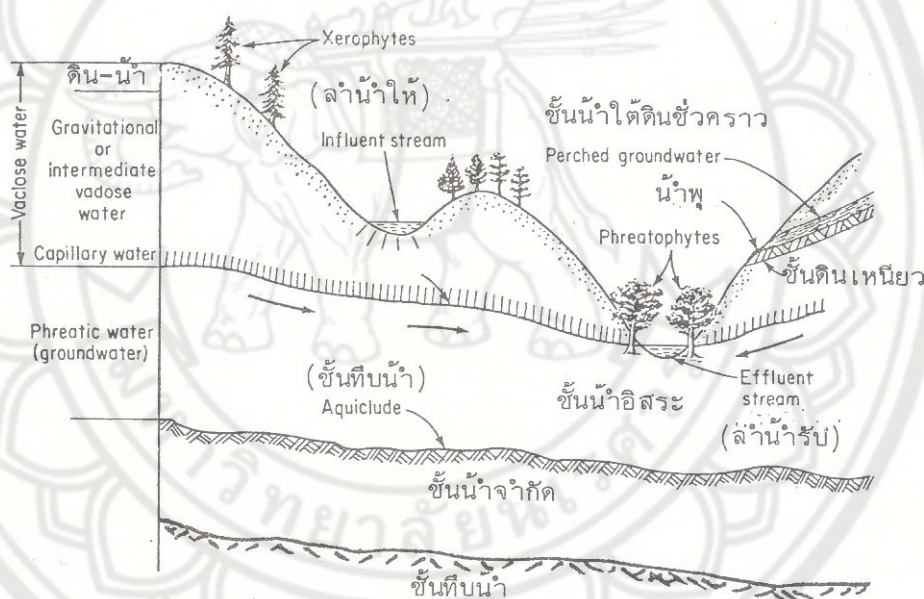 Xerophytes
ดิน-น้ำ
(ลำน้ำให้)
ชั้นน้ำใต้ดินชั่วคราว
Gravitational
or
intermediate
vadose
water
Vaclose water
Influent stream
Perched groundwater
น้ำพุ
Phreatophytes
Capillary water
ชั้นดินเหนียว
Phreatic water
(groundwater)
(ชั้นทึบน้ำ)
Aquiclude
ชั้นน้ำอิสระ
Effluent
stream
(ลำน้ำรับ)
ชั้นน้ำจำกัด
ชั้นทึบน้ำ